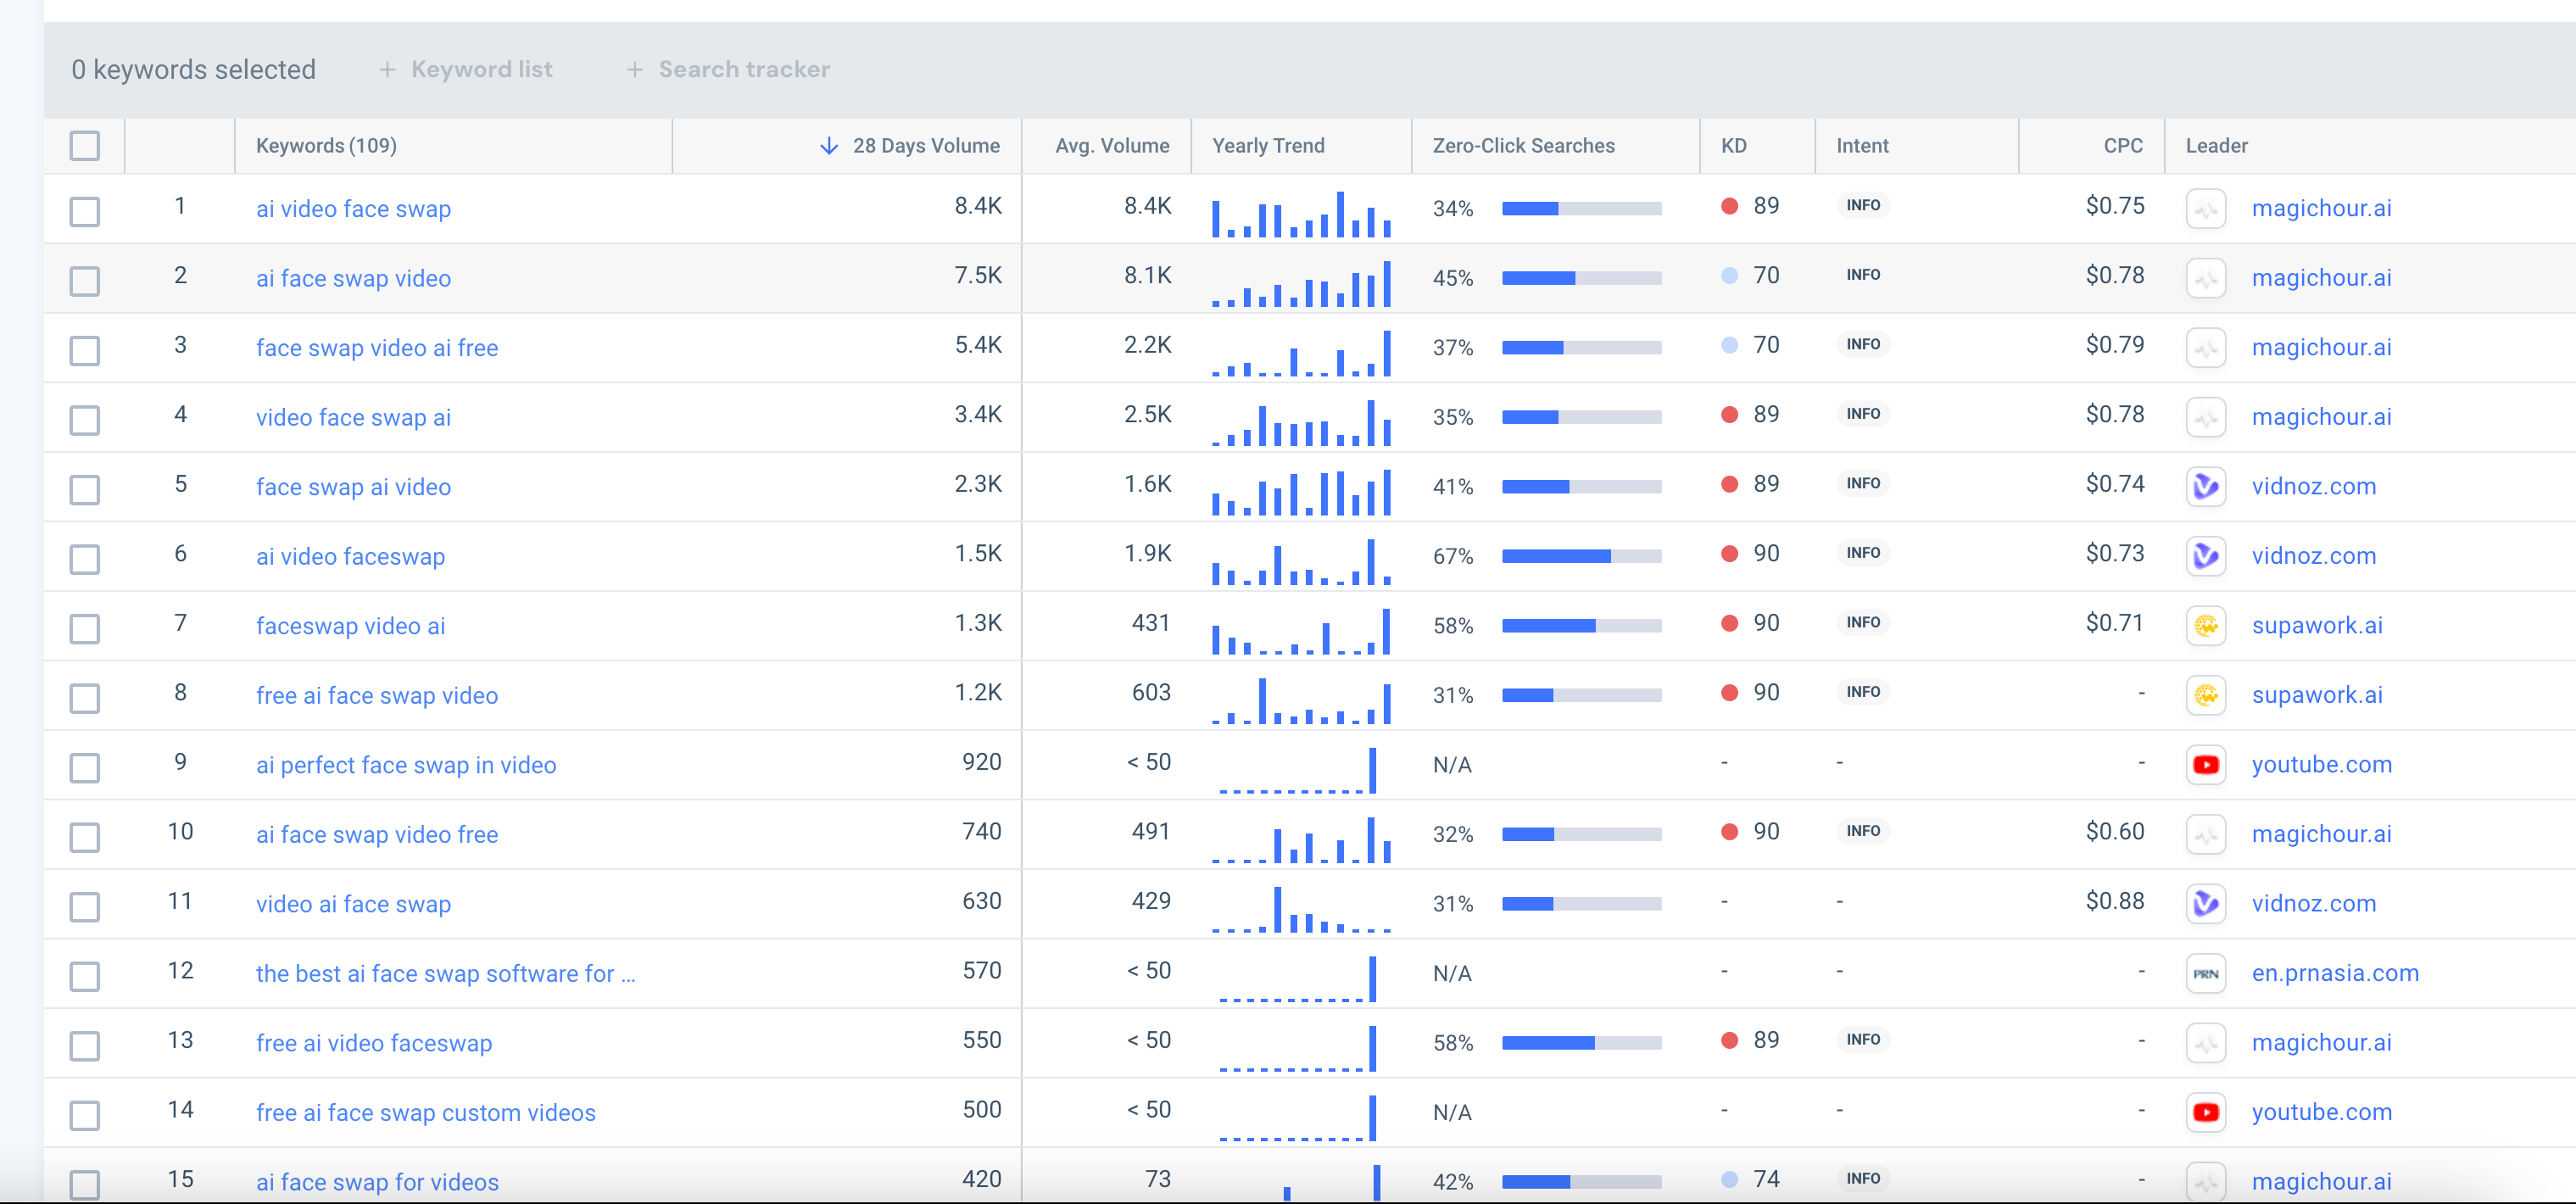 0 keywords selected + Keyword list + Search tracker
Keywords (109) ↓ 28 Days Volume Avg. Volume Yearly Trend Zero-Click Searches KD Intent CPC Leader
1 ai video face swap 8.4K 8.4K 34% 89 INFO $0.75 magichour.ai
2 ai face swap video 7.5K 8.1K 45% 70 INFO $0.78 magichour.ai
3 face swap video ai free 5.4K 2.2K 37% 70 INFO $0.79 magichour.ai
4 video face swap ai 3.4K 2.5K 35% 89 INFO $0.78 magichour.ai
5 face swap ai video 2.3K 1.6K 41% 89 INFO $0.74 vidnoz.com
6 ai video faceswap 1.5K 1.9K 67% 90 INFO $0.73 vidnoz.com
7 faceswap video ai 1.3K 431 58% 90 INFO $0.71 supawork.ai
8 free ai face swap video 1.2K 603 31% 90 INFO - supawork.ai
9 ai perfect face swap in video 920 < 50 N/A - - - youtube.com
10 ai face swap video free 740 491 32% 90 INFO $0.60 magichour.ai
11 video ai face swap 630 429 31% - - $0.88 vidnoz.com
12 the best ai face swap software for ... 570 < 50 N/A - - - PRN en.prnasia.com
13 free ai video faceswap 550 < 50 58% 89 INFO - magichour.ai
14 free ai face swap custom videos 500 < 50 N/A - - - youtube.com
15 ai face swap for videos 420 73 42% 74 INFO - magichour.ai